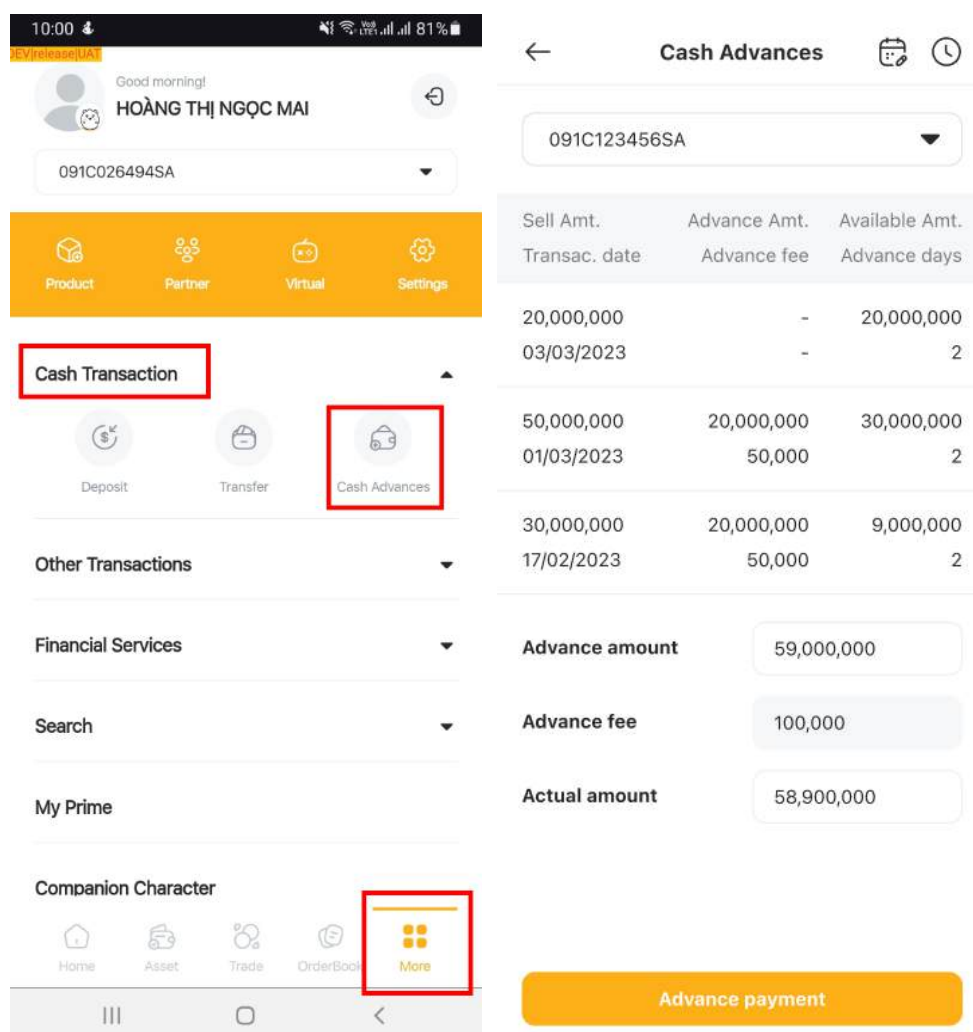 10:00
81%
DEV|release|UAT
Good morning!
HOÀNG THỊ NGỌC MAI
091C026494SA
Product Partner Virtual Settings
Cash Transaction
Deposit Transfer Cash Advances
Other Transactions
Financial Services
Search
My Prime
Companion Character
Home Asset Trade OrderBook More
Cash Advances
091C123456SA
Sell Amt. Advance Amt. Available Amt.
Transac. date Advance fee Advance days
20,000,000 - 20,000,000
03/03/2023 - 2
50,000,000 20,000,000 30,000,000
01/03/2023 50,000 2
30,000,000 20,000,000 9,000,000
17/02/2023 50,000 2
Advance amount 59,000,000
Advance fee 100,000
Actual amount 58,900,000
Advance payment